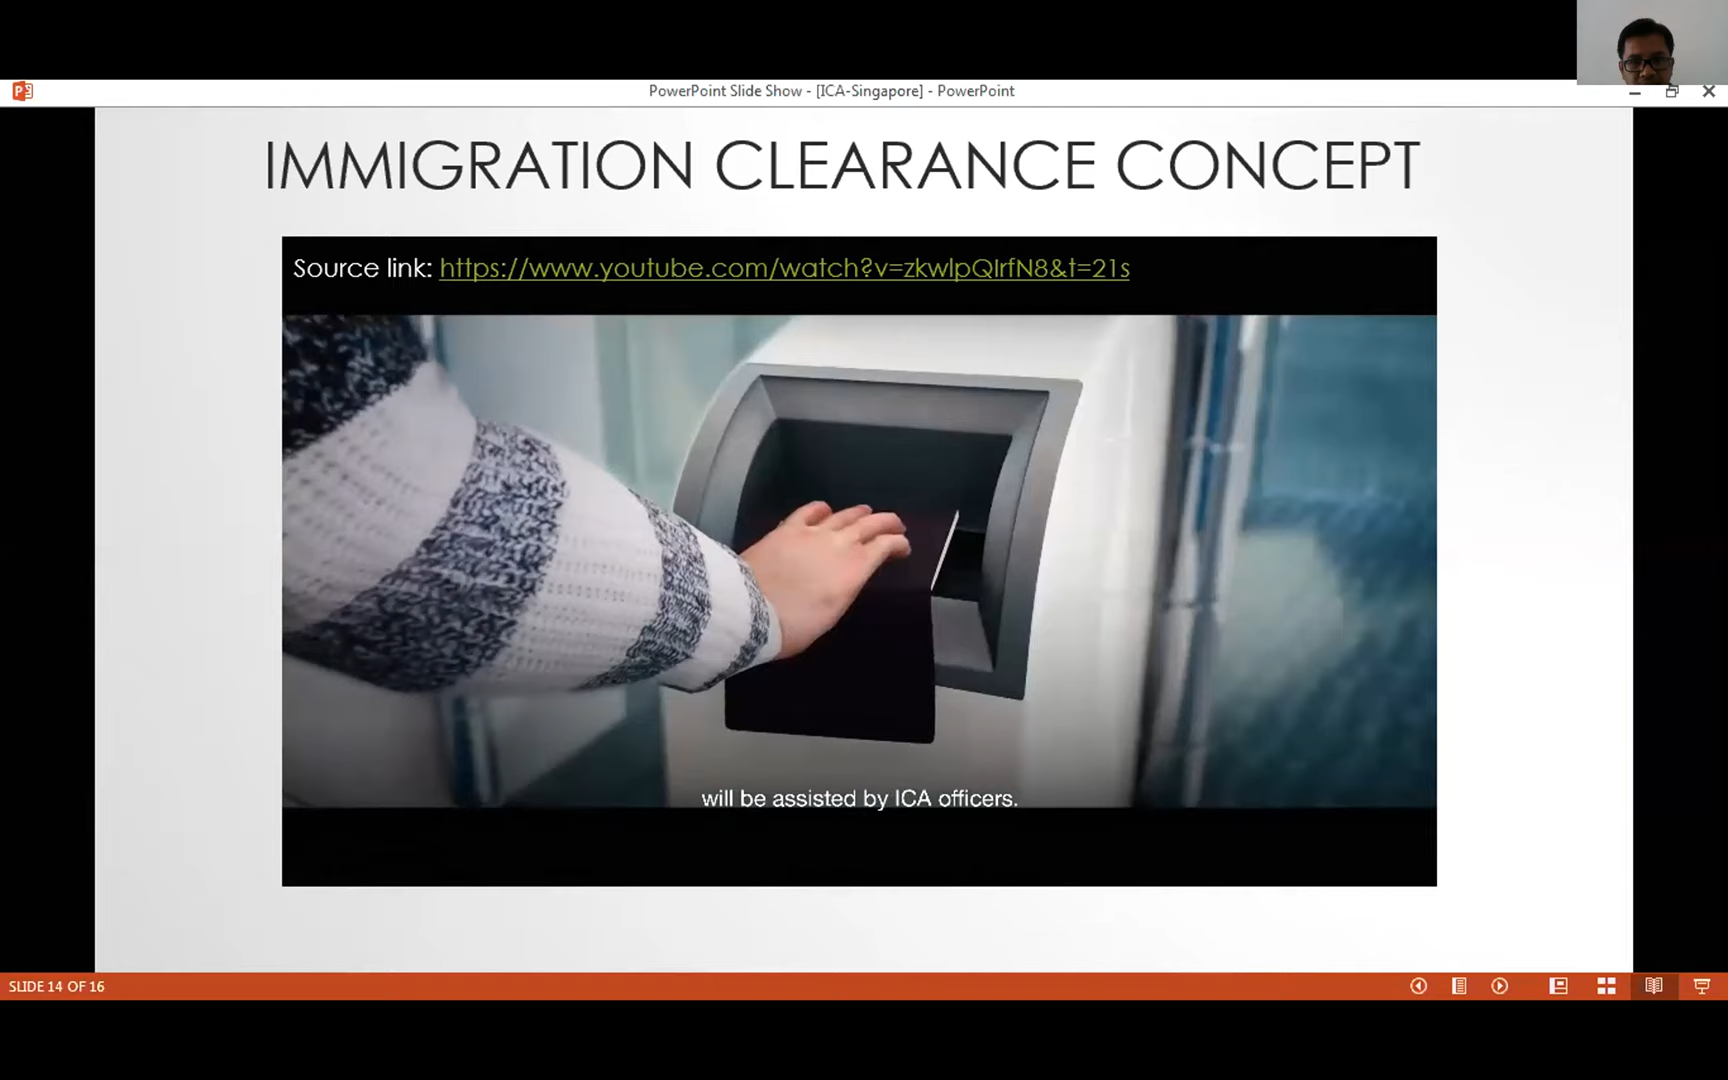 PowerPoint Slide Show - [ICA-Singapore] - PowerPoint
IMMIGRATION CLEARANCE CONCEPT
Source link: https://www.youtube.com/watch?v=zkwlpQIrfN8&t=21s
will be assisted by ICA officers.
SLIDE 14 OF 16